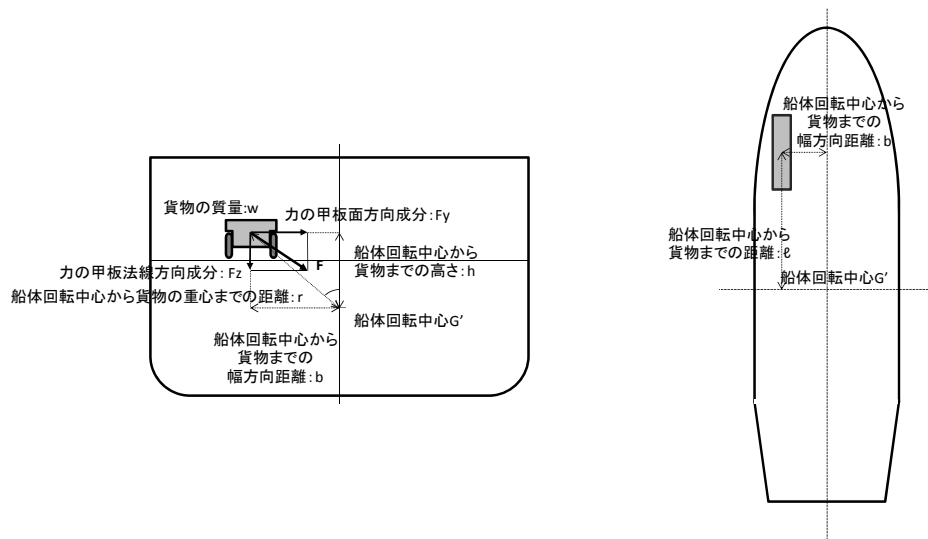 貨物の質量:w
力の甲板面方向成分:Fy
船体回転中心から
貨物までの高さ:h
F
力の甲板法線方向成分:Fz
船体回転中心から貨物の重心までの距離:r
船体回転中心G’
船体回転中心から
貨物までの
幅方向距離:b
船体回転中心から
貨物までの
幅方向距離:b
船体回転中心から
貨物までの距離:ℓ
船体回転中心G’